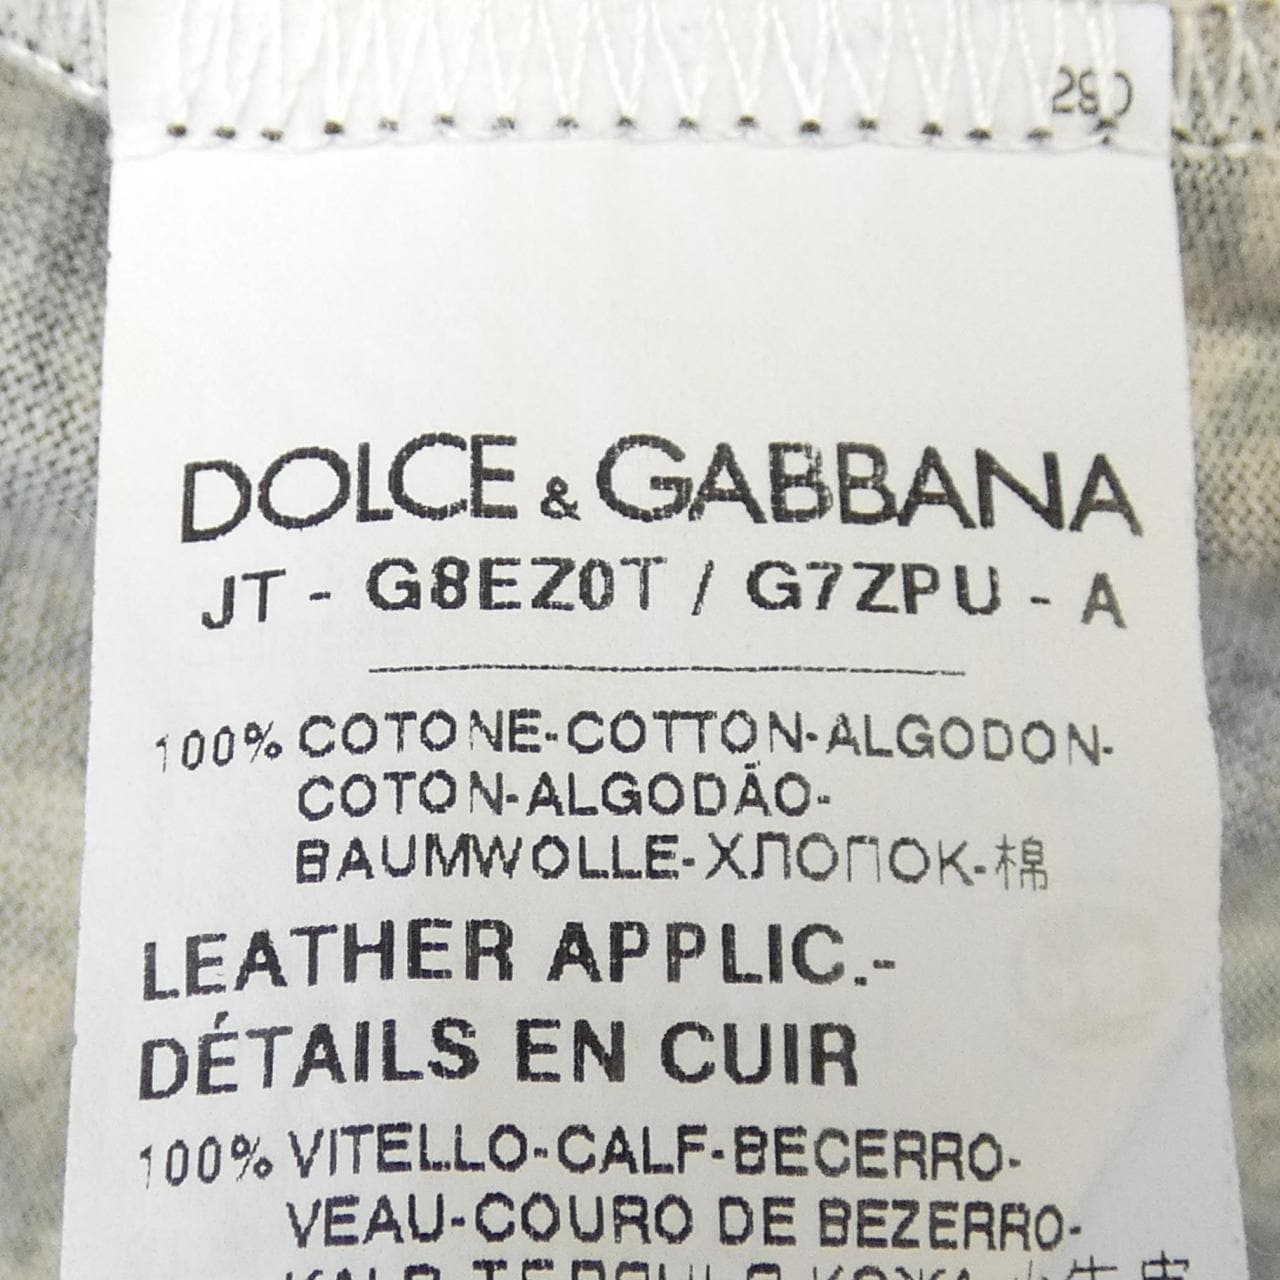 DOLCE & GABBANA
JT - G8EZ0T / G7ZPU - A
100% COTONE-COTTON-ALGODON-
COTON-ALGODÃO-
BAUMWOLLE-ХЛОПОК-棉
LEATHER APPLIC.-
DÉTAILS EN CUIR
100% VITELLO-CALF-BECERRO-
VEAU-COURO DE BEZERRO-